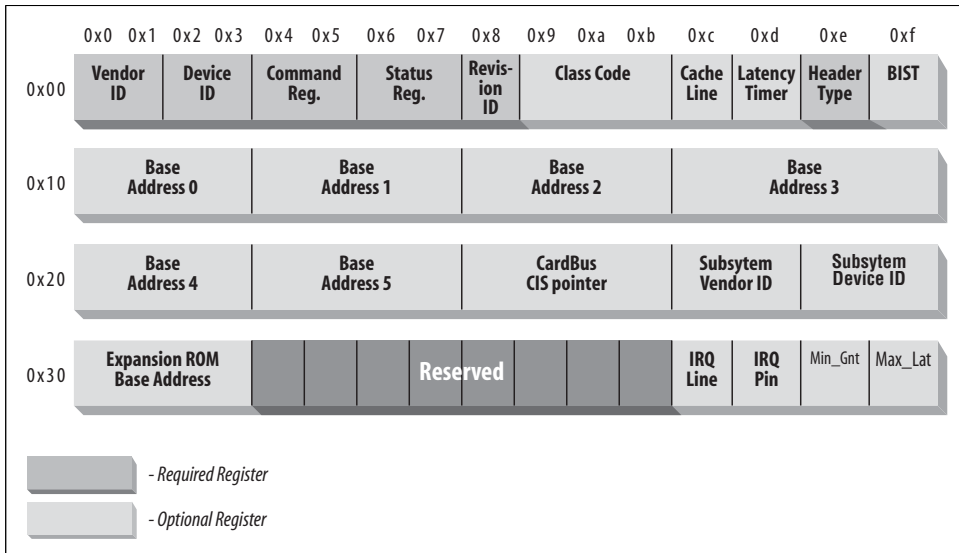 0x0 0x1 0x2 0x3 0x4 0x5 0x6 0x7 0x8 0x9 0xa 0xb 0xc 0xd 0xe 0xf
0x00
Vendor
ID
Device
ID
Command
Reg.
Status
Reg.
Revis-
ion
ID
Class Code
Cache
Line
Latency
Timer
Header
Type
BIST
0x10
Base
Address 0
Base
Address 1
Base
Address 2
Base
Address 3
0x20
Base
Address 4
Base
Address 5
CardBus
CIS pointer
Subsytem
Vendor ID
Subsytem
Device ID
0x30
Expansion ROM
Base Address
Reserved
IRQ
Line
IRQ
Pin
Min_Gnt
Max_Lat
- Required Register
- Optional Register